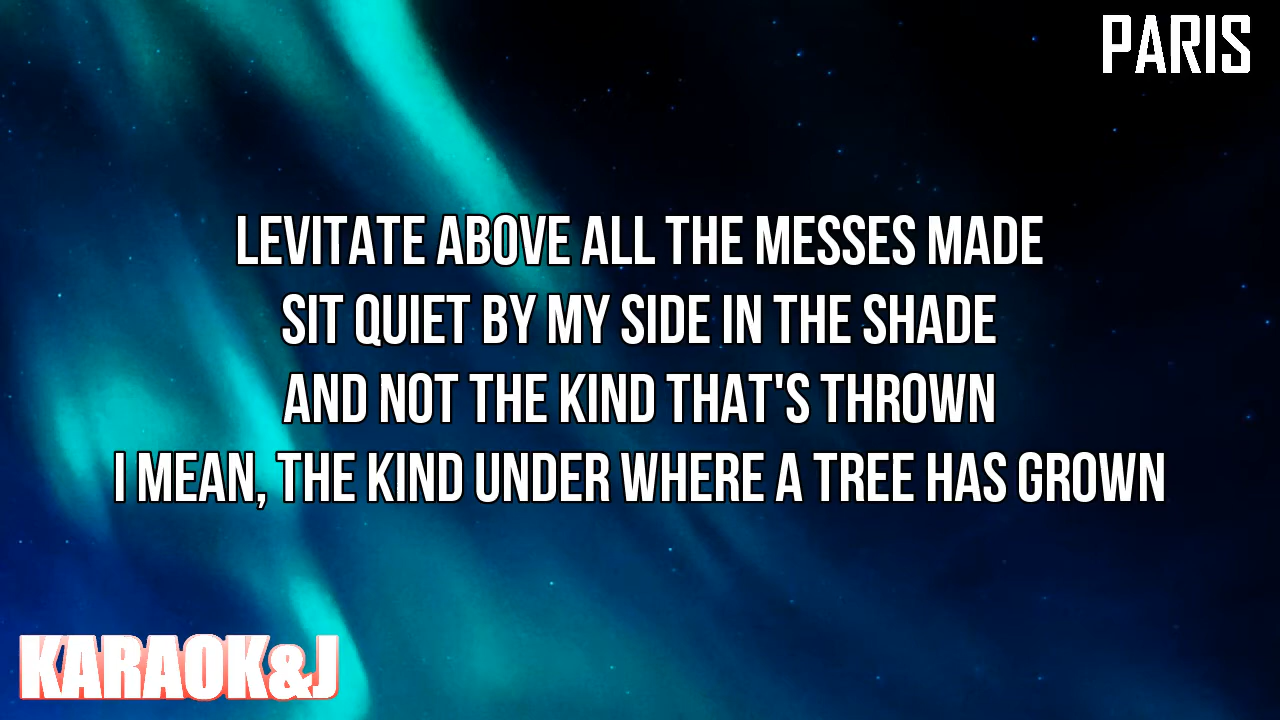 PARIS
LEVITATE ABOVE ALL THE MESSES MADE
SIT QUIET BY MY SIDE IN THE SHADE
AND NOT THE KIND THAT'S THROWN
I MEAN, THE KIND UNDER WHERE A TREE HAS GROWN
KARAOK&J